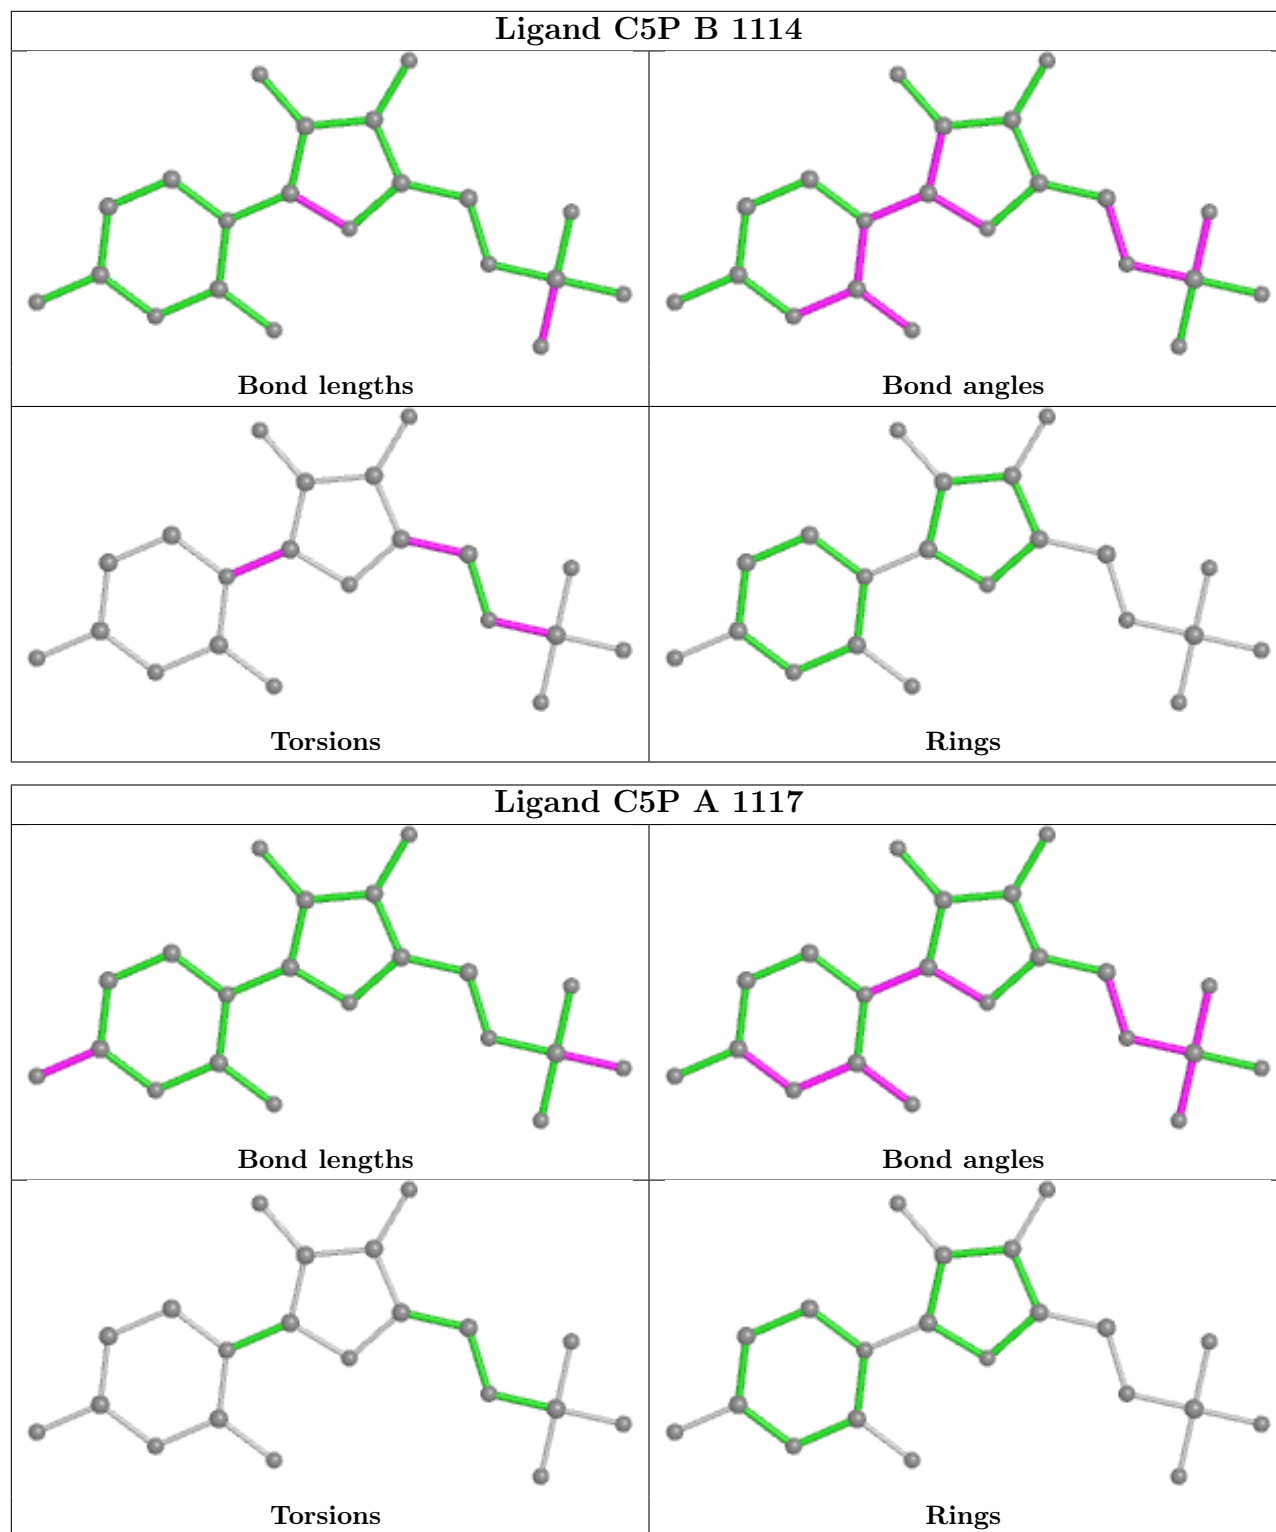 Ligand C5P B 1114
Bond lengths
Bond angles
Torsions
Rings
Ligand C5P A 1117
Bond lengths
Bond angles
Torsions
Rings